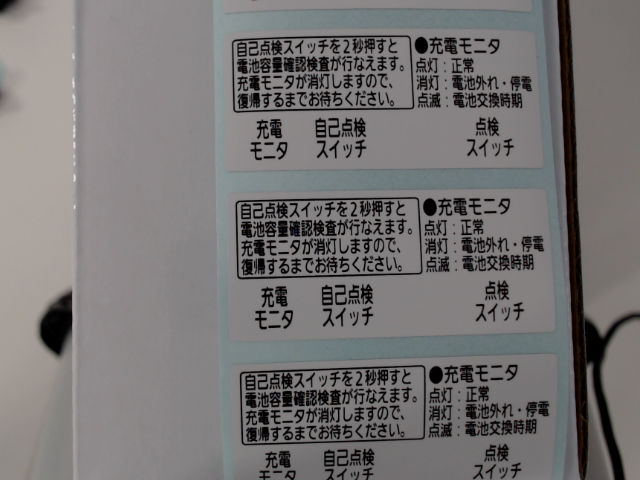 自己点検スイッチを2秒押すと
電池容量確認検査が行なえます。
充電モニタが消灯しますので、
復帰するまでお待ちください。
●充電モニタ
点灯：正常
消灯：電池外れ・停電
点滅：電池交換時期
充電
モニタ
自己点検
スイッチ
点検
スイッチ
自己点検スイッチを2秒押すと
電池容量確認検査が行なえます。
充電モニタが消灯しますので、
復帰するまでお待ちください。
●充電モニタ
点灯：正常
消灯：電池外れ・停電
点滅：電池交換時期
充電
モニタ
自己点検
スイッチ
点検
スイッチ
自己点検スイッチを2秒押すと
電池容量確認検査が行なえます。
充電モニタが消灯しますので、
復帰するまでお待ちください。
●充電モニタ
点灯：正常
消灯：電池外れ・停電
点滅：電池交換時期
充電
モニタ
自己点検
スイッチ
点検
スイッチ